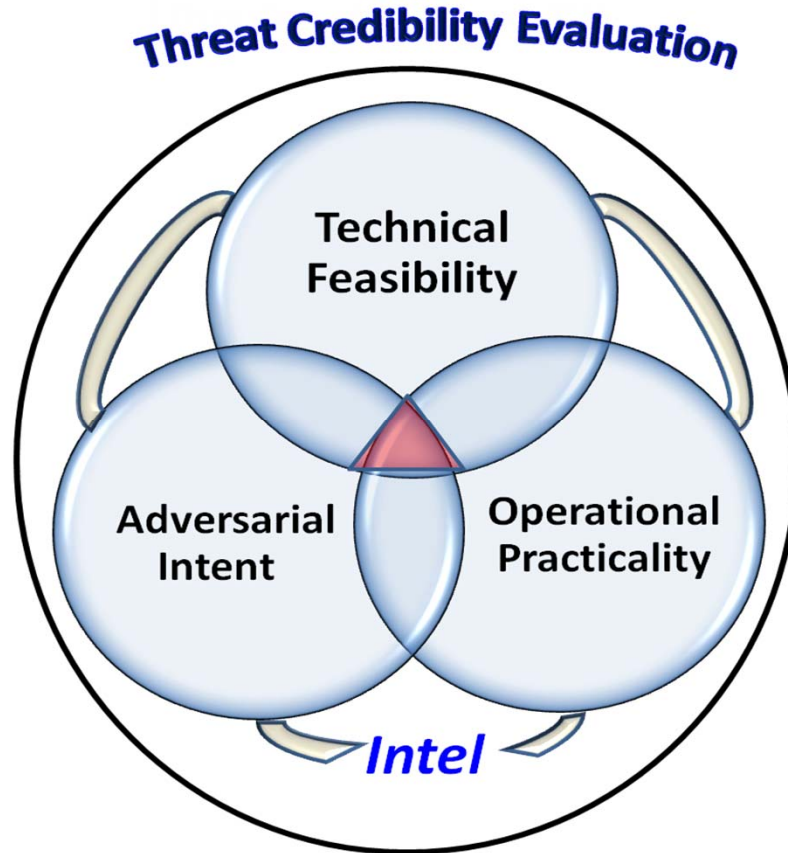 Threat Credibility Evaluation
Technical
Feasibility
Adversarial
Intent
Operational
Practicality
Intel